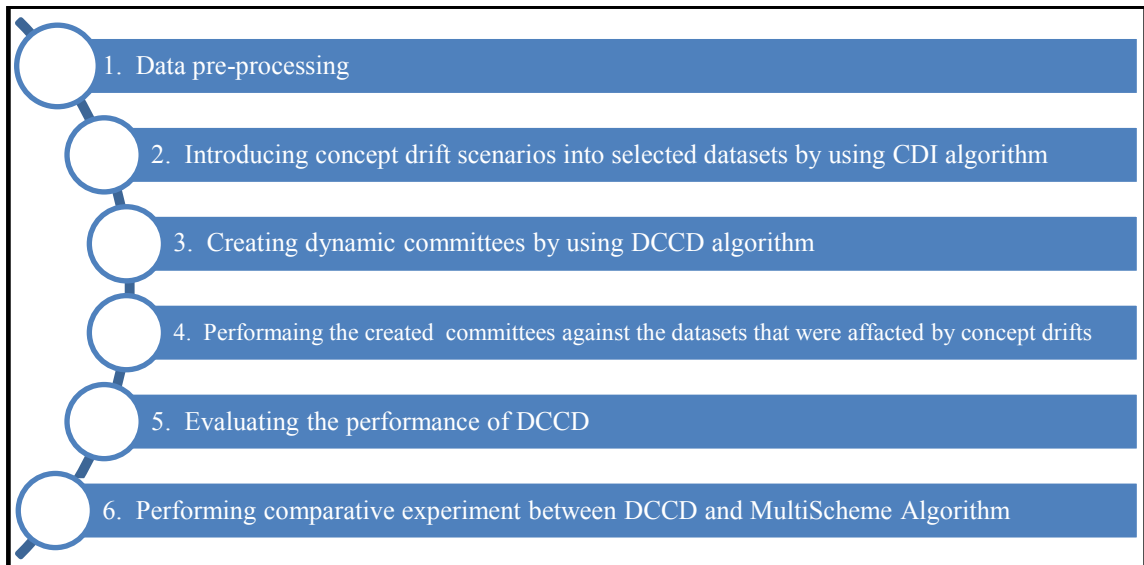 1. Data pre-processing
2. Introducing concept drift scenarios into selected datasets by using CDI algorithm
3. Creating dynamic committees by using DCCD algorithm
4. Performaing the created committees against the datasets that were affacted by concept drifts
5. Evaluating the performance of DCCD
6. Performing comparative experiment between DCCD and MultiScheme Algorithm